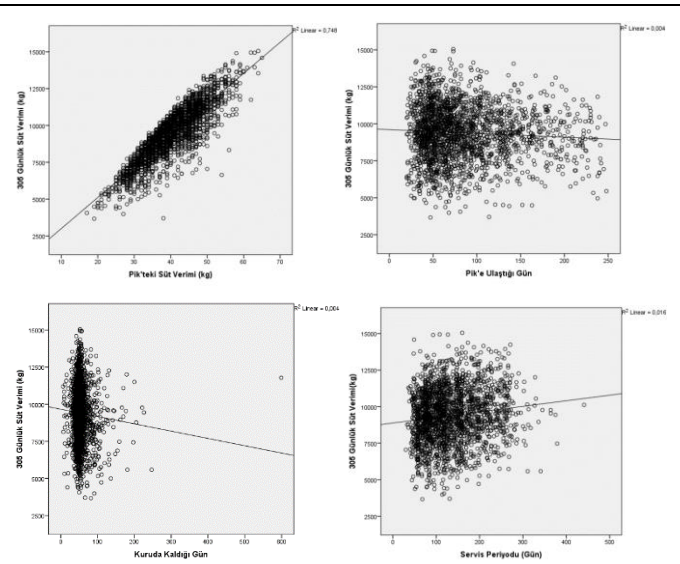 R² Linear = 0,748
305 Günlük Süt Verimi (kg)
15000
12500
10000
7500
5000
2500
10 20 30 40 50 60 70
Pik'teki Süt Verimi (kg)
R² Linear = 0,004
305 Günlük Süt Verimi (kg)
15000
12500
10000
7500
5000
2500
0 50 100 150 200 250
Pik'e Ulaştığı Gün
R² Linear = 0,004
305 Günlük Süt Verimi (kg)
15000
12500
10000
7500
5000
2500
0 100 200 300 400 500 600
Kuruda Kaldığı Gün
R² Linear = 0,016
305 Günlük Süt Verimi(kg)
15000
12500
10000
7500
5000
2500
0 100 200 300 400 500
Servis Periyodu (Gün)